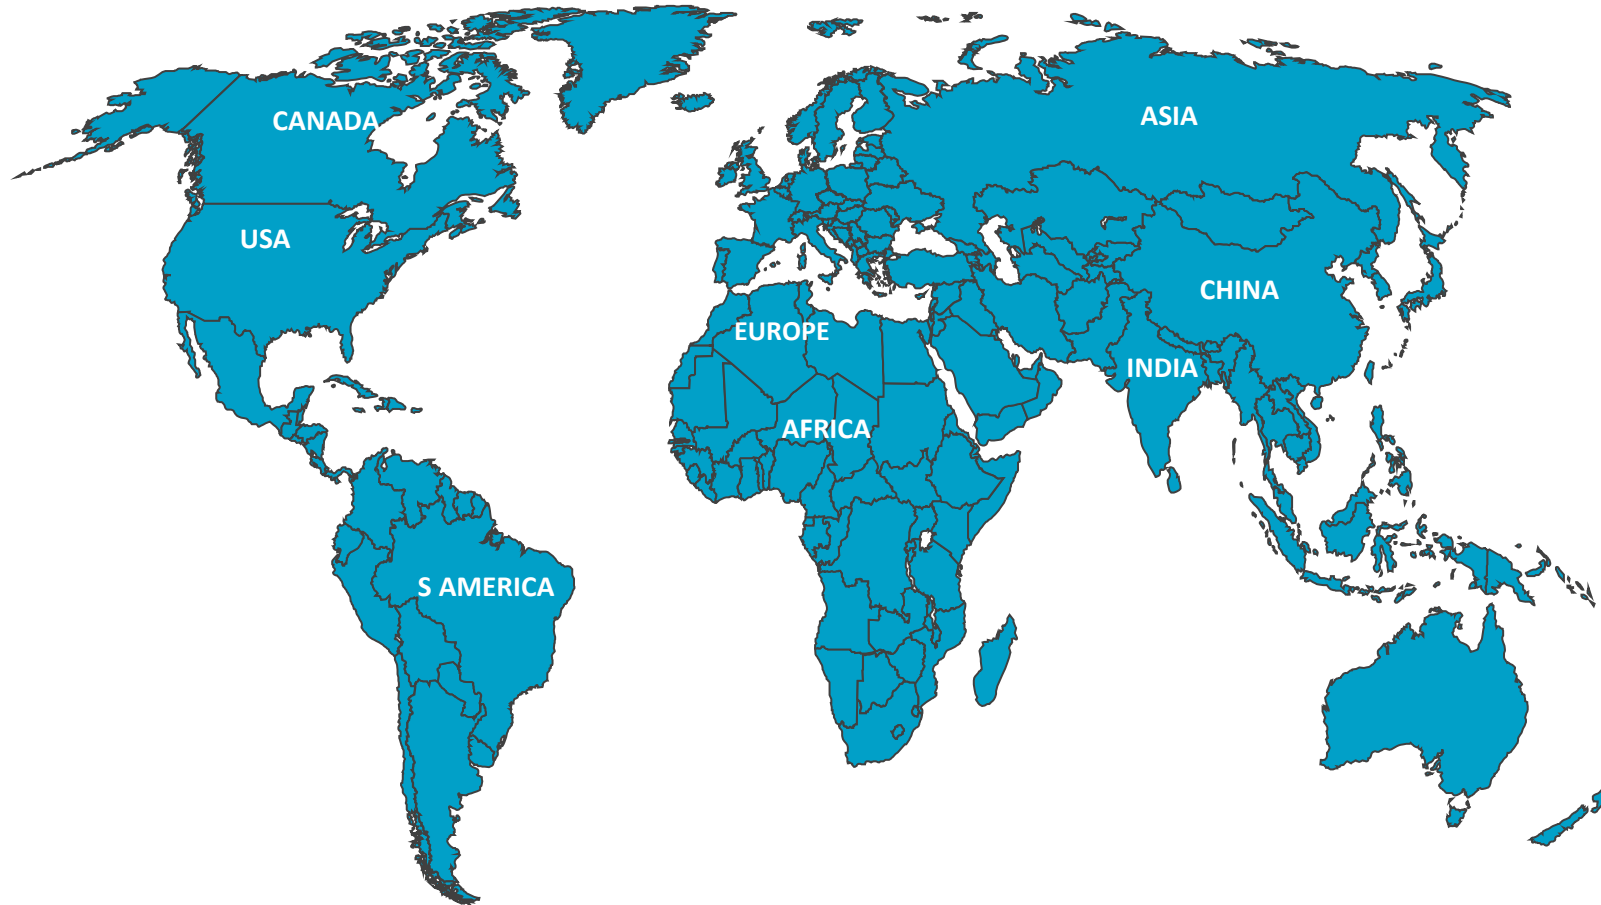 CANADA
ASIA
USA
CHINA
EUROPE
INDIA
AFRICA
S AMERICA